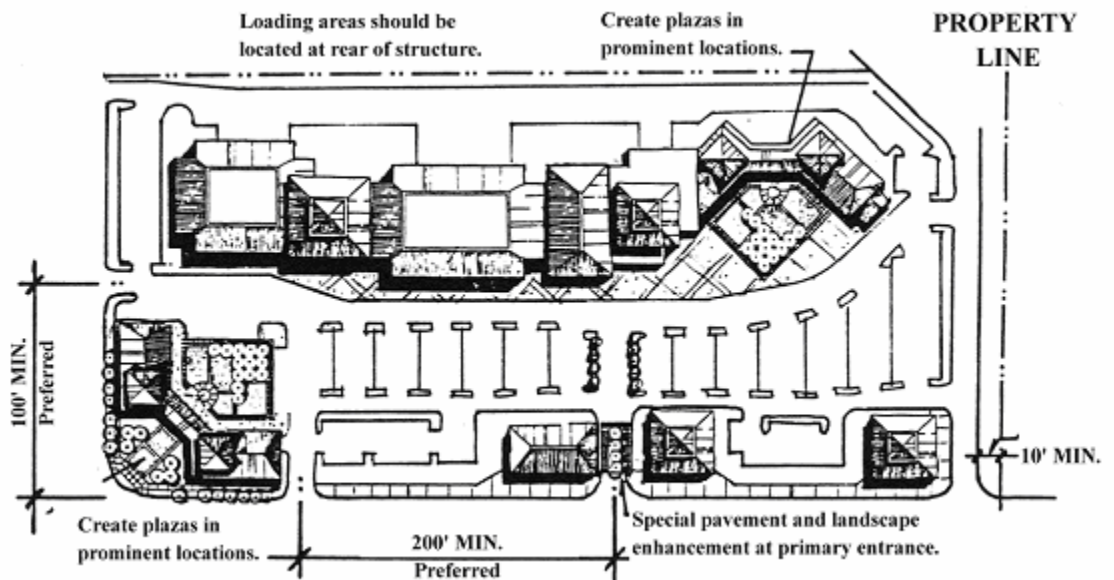 Loading areas should be
located at rear of structure.
Create plazas in
prominent locations.
PROPERTY
LINE
100' MIN.
Preferred
10' MIN.
Create plazas in
prominent locations.
200' MIN.
Preferred
Special pavement and landscape
enhancement at primary entrance.